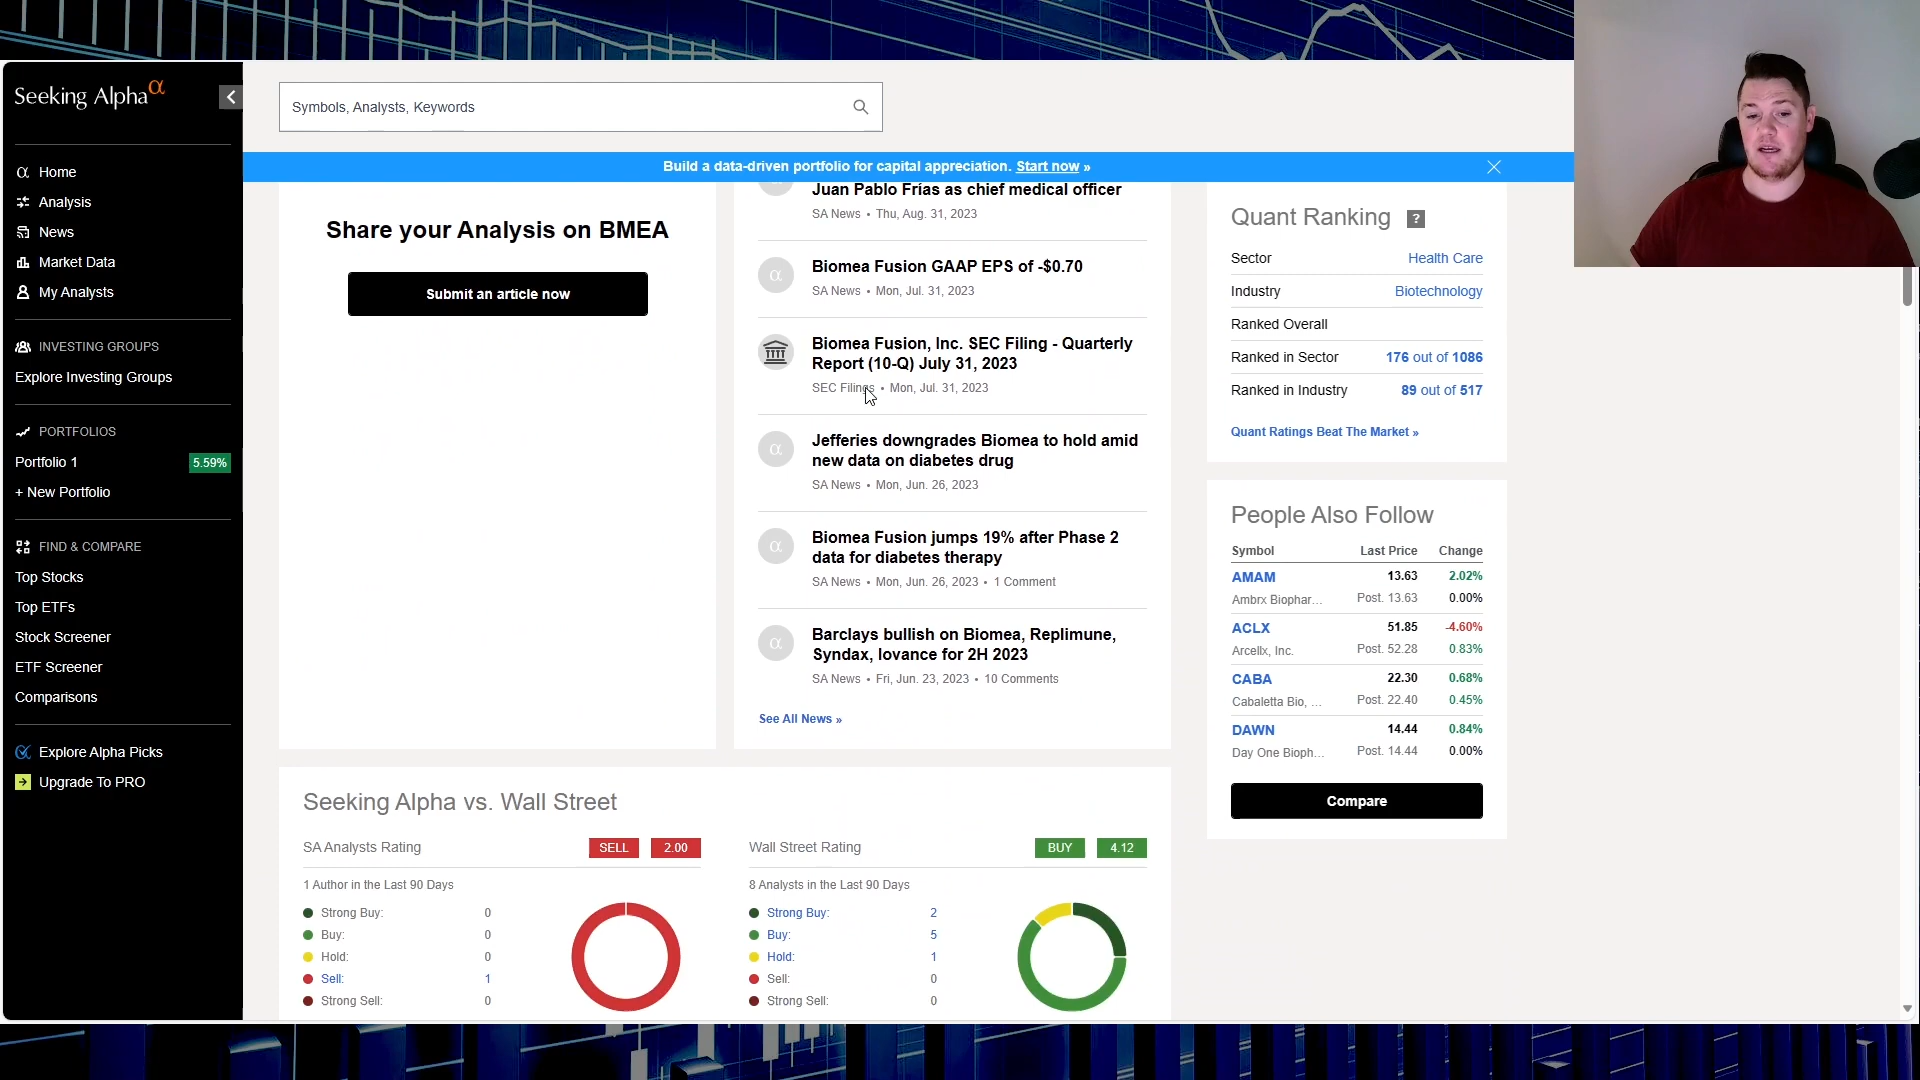 Seeking Alpha α
Home
Analysis
News
Market Data
My Analysts
INVESTING GROUPS
Explore Investing Groups
PORTFOLIOS
Portfolio 1 5.59%
+ New Portfolio
FIND & COMPARE
Top Stocks
Top ETFs
Stock Screener
ETF Screener
Comparisons
Explore Alpha Picks
Upgrade To PRO
Symbols, Analysts, Keywords
Build a data-driven portfolio for capital appreciation. Start now »
Share your Analysis on BMEA
Submit an article now
Juan Pablo Frías as chief medical officer
SA News • Thu, Aug. 31, 2023
Biomea Fusion GAAP EPS of -$0.70
SA News • Mon, Jul. 31, 2023
Biomea Fusion, Inc. SEC Filing - Quarterly
Report (10-Q) July 31, 2023
SEC Filings • Mon, Jul. 31, 2023
Jefferies downgrades Biomea to hold amid
new data on diabetes drug
SA News • Mon, Jun. 26, 2023
Biomea Fusion jumps 19% after Phase 2
data for diabetes therapy
SA News • Mon, Jun. 26, 2023 • 1 Comment
Barclays bullish on Biomea, Replimune,
Syndax, Iovance for 2H 2023
SA News • Fri, Jun. 23, 2023 • 10 Comments
See All News »
Quant Ranking ?
Sector Health Care
Industry Biotechnology
Ranked Overall
Ranked in Sector 176 out of 1086
Ranked in Industry 89 out of 517
Quant Ratings Beat The Market »
People Also Follow
Symbol Last Price Change
AMAM 13.63 2.02%
Ambrx Biophar... Post. 13.63 0.00%
ACLX 51.85 -4.60%
Arcellx, Inc. Post. 52.28 0.83%
CABA 22.30 0.68%
Cabaletta Bio, ... Post. 22.40 0.45%
DAWN 14.44 0.84%
Day One Bioph... Post. 14.44 0.00%
Compare
Seeking Alpha vs. Wall Street
SA Analysts Rating SELL 2.00
1 Author in the Last 90 Days
Strong Buy: 0
Buy: 0
Hold: 0
Sell: 1
Strong Sell: 0
Wall Street Rating BUY 4.12
8 Analysts in the Last 90 Days
Strong Buy: 2
Buy: 5
Hold: 1
Sell: 0
Strong Sell: 0